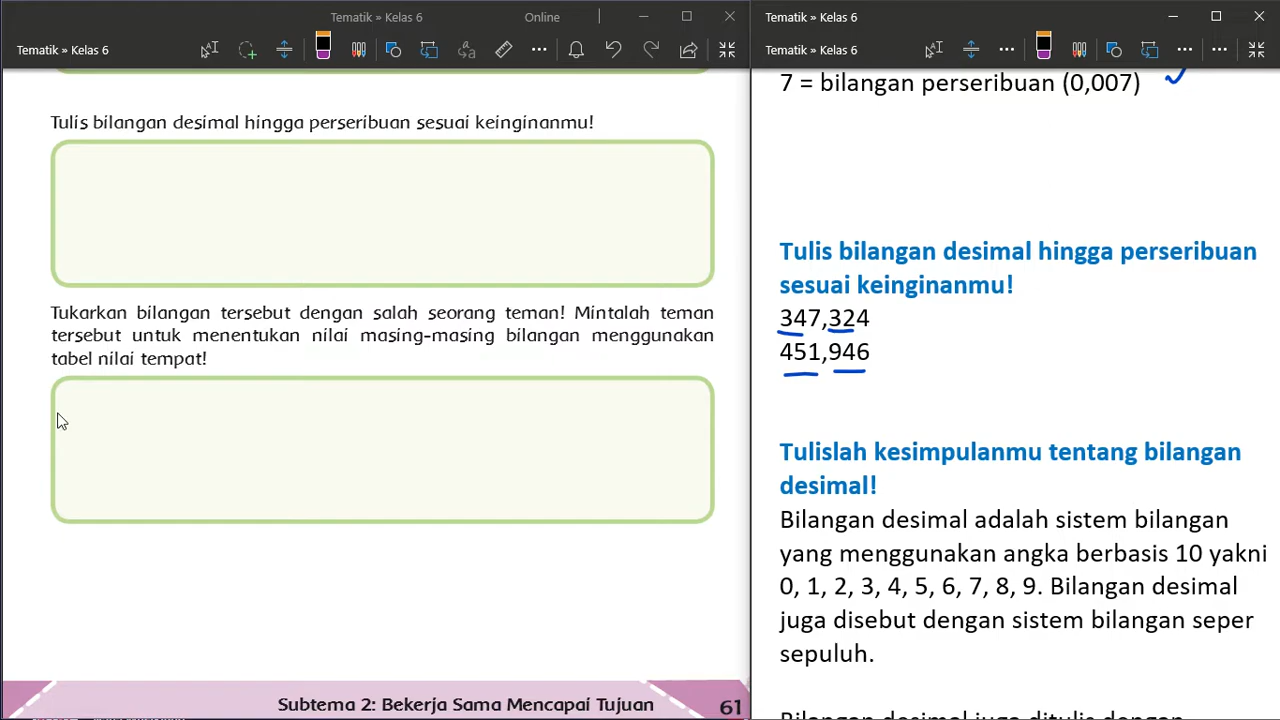 Tematik » Kelas 6
Online
Tematik » Kelas 6
Tulis bilangan desimal hingga perseribuan sesuai keinginanmu!
Tukarkan bilangan tersebut dengan salah seorang teman! Mintalah teman
tersebut untuk menentukan nilai masing-masing bilangan menggunakan
tabel nilai tempat!
Subtema 2: Bekerja Sama Mencapai Tujuan
61
Tematik » Kelas 6
Tematik » Kelas 6
7 = bilangan perseribuan (0,007)
Tulis bilangan desimal hingga perseribuan
sesuai keinginanmu!
347,324
451,946
Tulislah kesimpulanmu tentang bilangan
desimal!
Bilangan desimal adalah sistem bilangan
yang menggunakan angka berbasis 10 yakni
0, 1, 2, 3, 4, 5, 6, 7, 8, 9. Bilangan desimal
juga disebut dengan sistem bilangan seper
sepuluh.
Bilangan desimal juga ditulis dengan